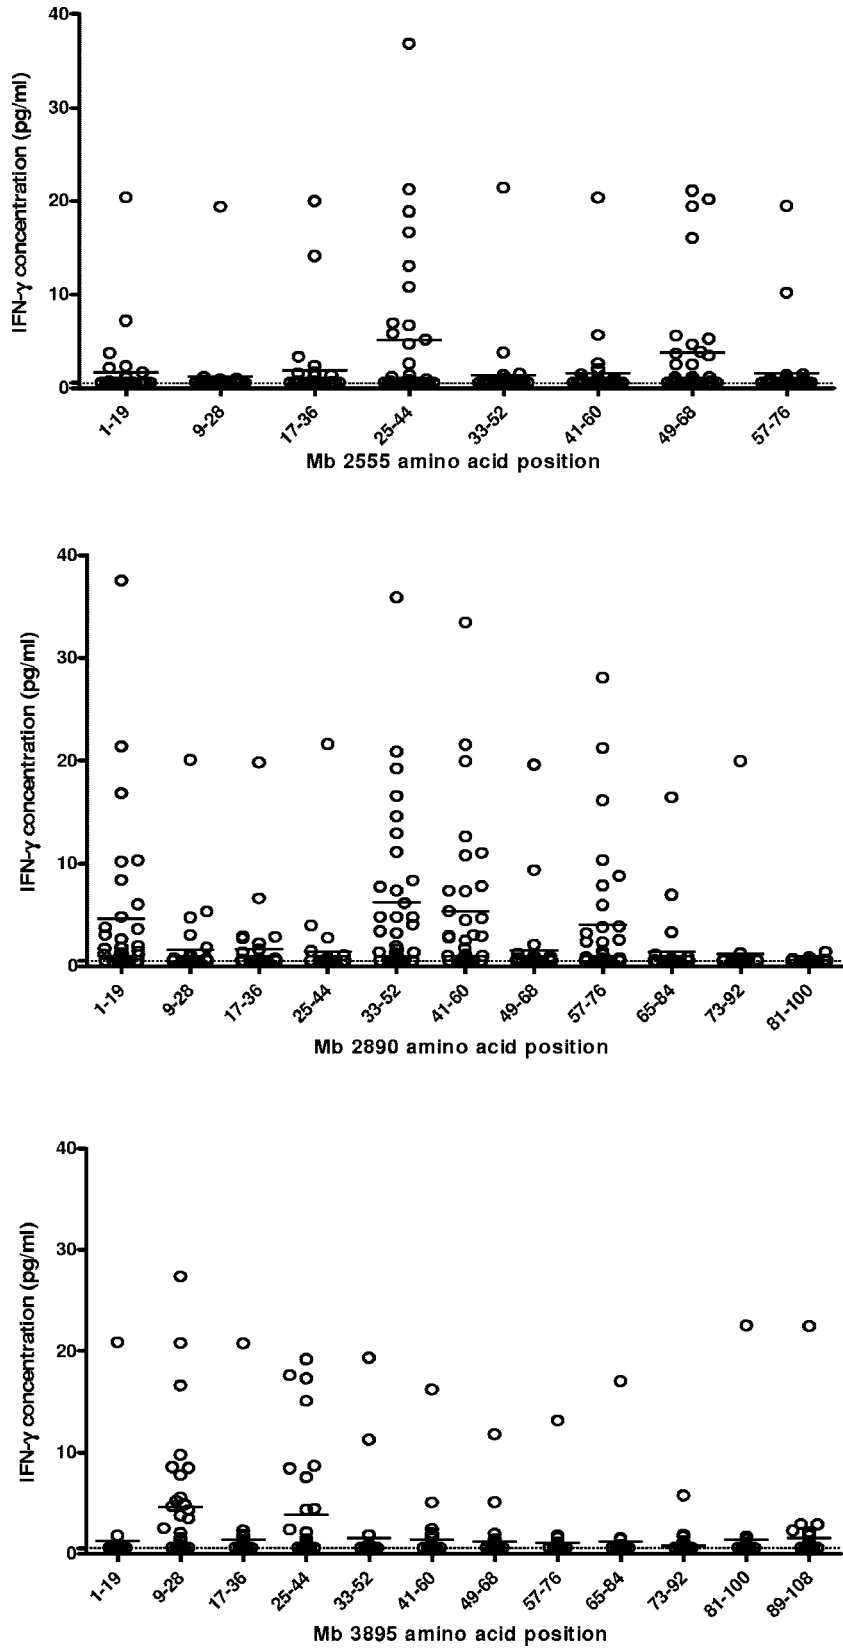 40
30
20
10
0
IFN-γ concentration (pg/ml)
1-19 9-28 17-36 25-44 33-52 41-60 49-68 57-76
Mb 2555 amino acid position
40
30
20
10
0
IFN-γ concentration (pg/ml)
1-19 9-28 17-36 25-44 33-52 41-60 49-68 57-76 65-84 73-92 81-100
Mb 2890 amino acid position
40
30
20
10
0
IFN-γ concentration (pg/ml)
1-19 9-28 17-36 25-44 33-52 41-60 49-68 57-76 65-84 73-92 81-100 89-108
Mb 3895 amino acid position